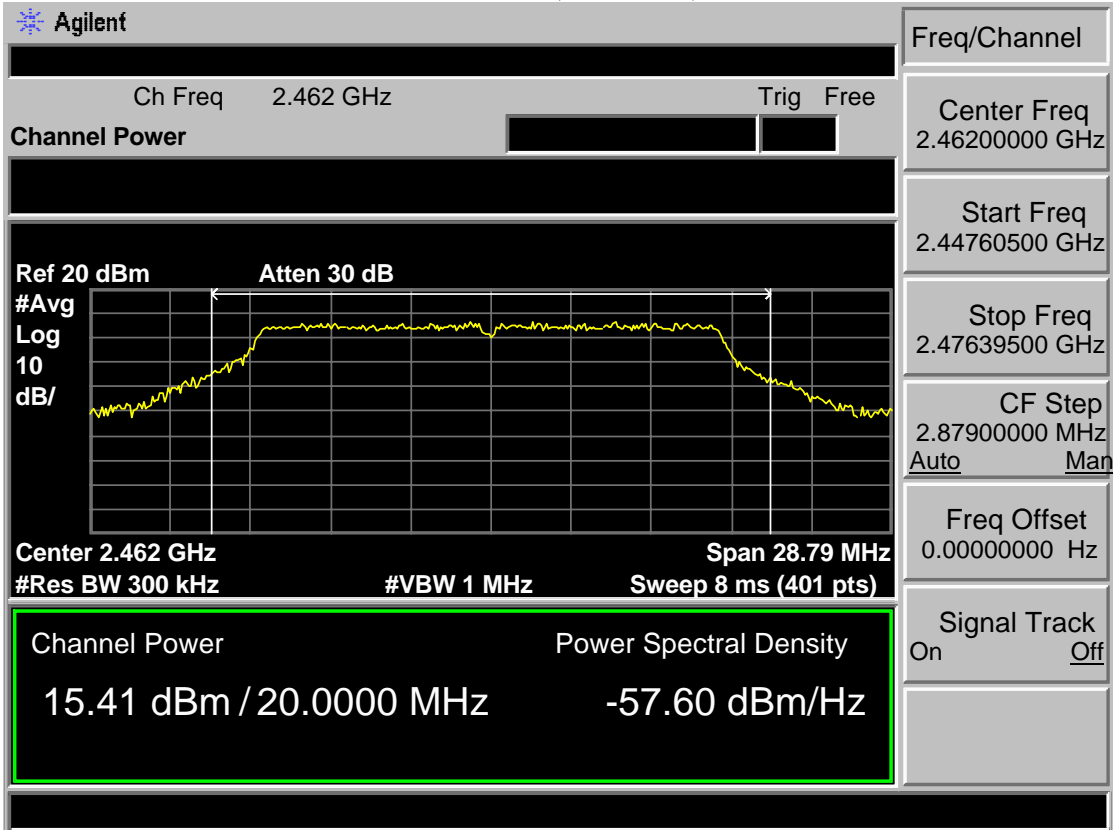 Agilent
Freq/Channel
Ch Freq 2.462 GHz Trig Free
Channel Power
Center Freq
2.46200000 GHz
Start Freq
2.44760500 GHz
Ref 20 dBm Atten 30 dB
#Avg
Log
10
dB/
Stop Freq
2.47639500 GHz
CF Step
2.87900000 MHz
Auto Man
Freq Offset
0.00000000 Hz
Center 2.462 GHz Span 28.79 MHz
#Res BW 300 kHz #VBW 1 MHz Sweep 8 ms (401 pts)
Signal Track
On Off
Channel Power Power Spectral Density
15.41 dBm / 20.0000 MHz -57.60 dBm/Hz